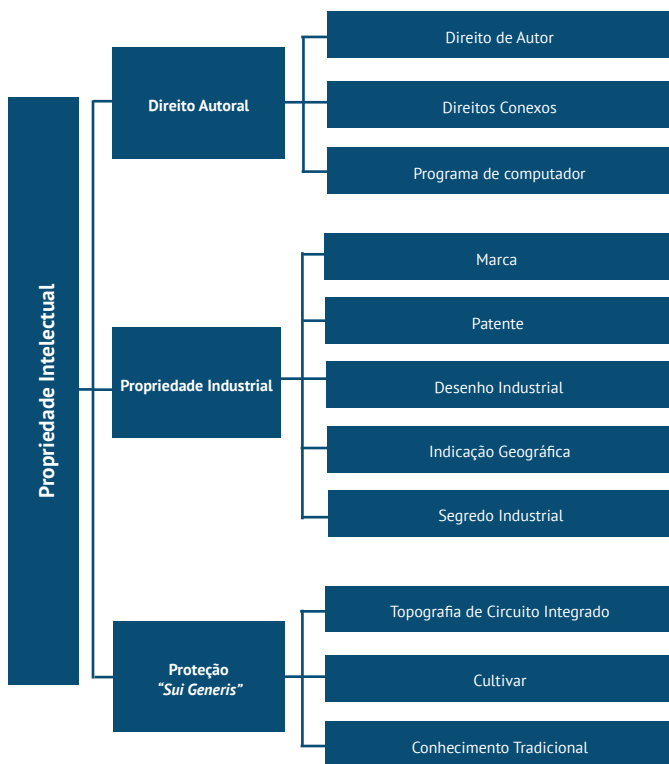 Propriedade Intelectual
Direito Autoral
Direito de Autor
Direitos Conexos
Programa de computador
Propriedade Industrial
Marca
Patente
Desenho Industrial
Indicação Geográfica
Segredo Industrial
Proteção
“Sui Generis”
Topografia de Circuito Integrado
Cultivar
Conhecimento Tradicional